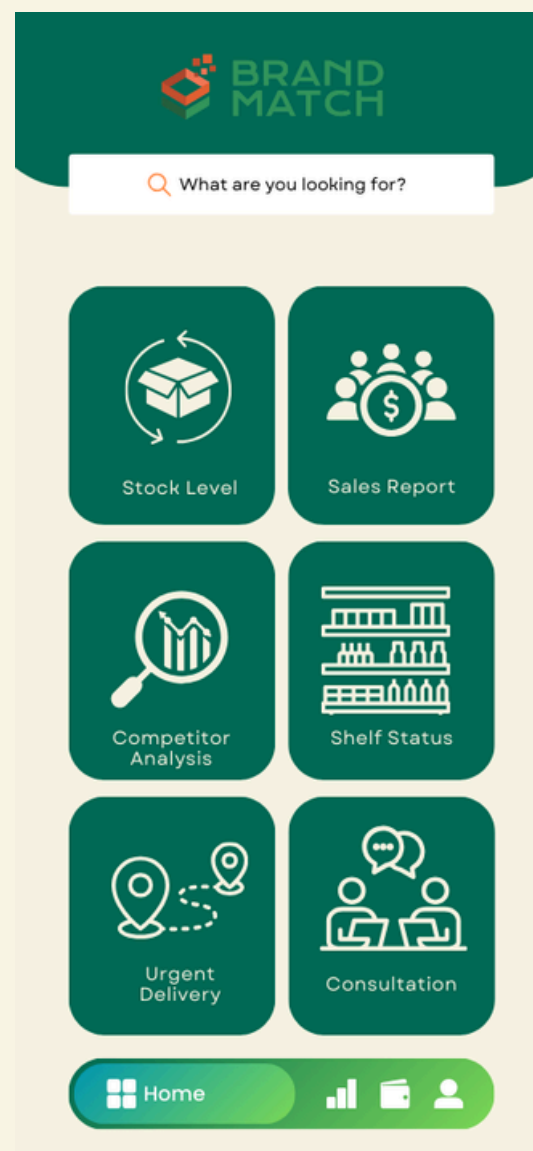 BRAND
MATCH
What are you looking for?
Stock Level
Sales Report
Competitor
Analysis
Shelf Status
Urgent
Delivery
Consultation
Home